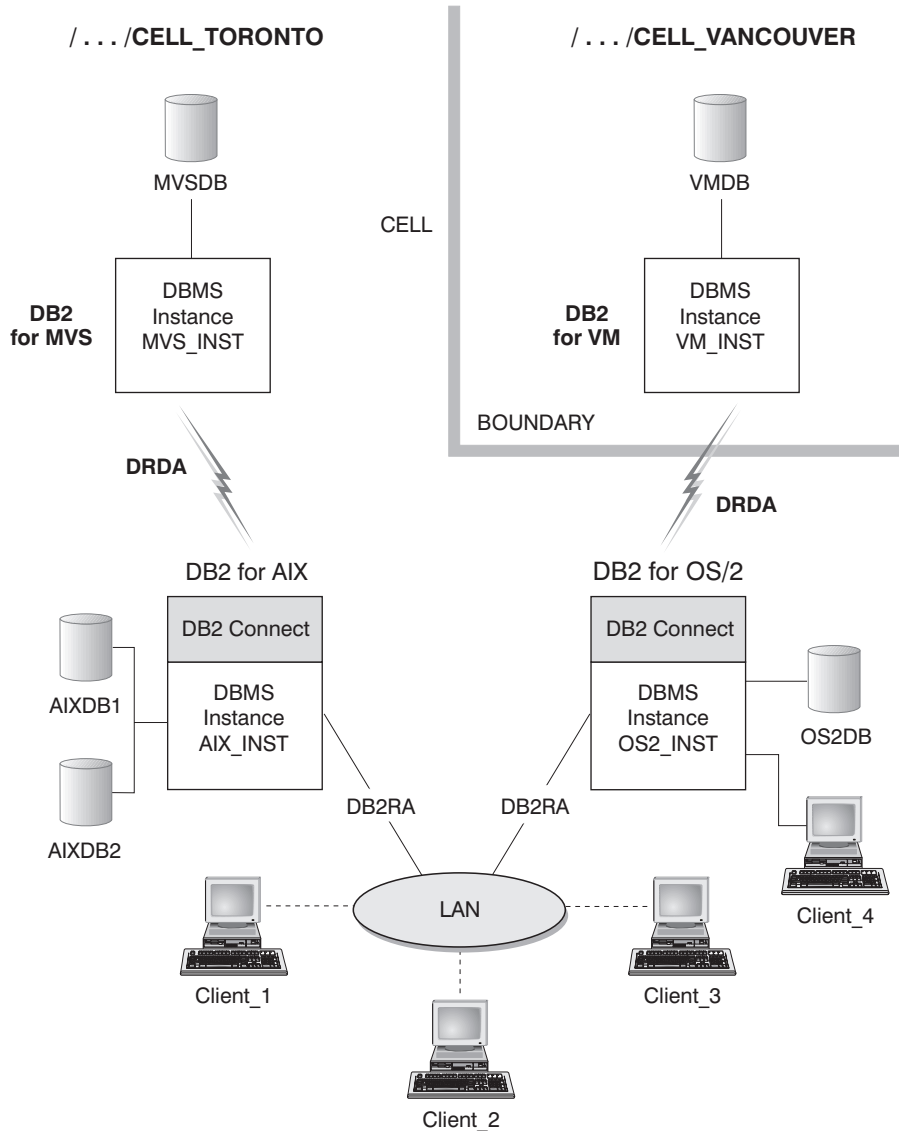 / . . . /CELL_TORONTO
/ . . . /CELL_VANCOUVER
MVSDB
VMDB
CELL
DB2
for MVS
DBMS
Instance
MVS_INST
DB2
for VM
DBMS
Instance
VM_INST
BOUNDARY
DRDA
DRDA
DB2 for AIX
DB2 for OS/2
DB2 Connect
DB2 Connect
AIXDB1
DBMS
Instance
AIX_INST
DBMS
Instance
OS2_INST
OS2DB
AIXDB2
DB2RA
DB2RA
LAN
Client_4
Client_1
Client_3
Client_2